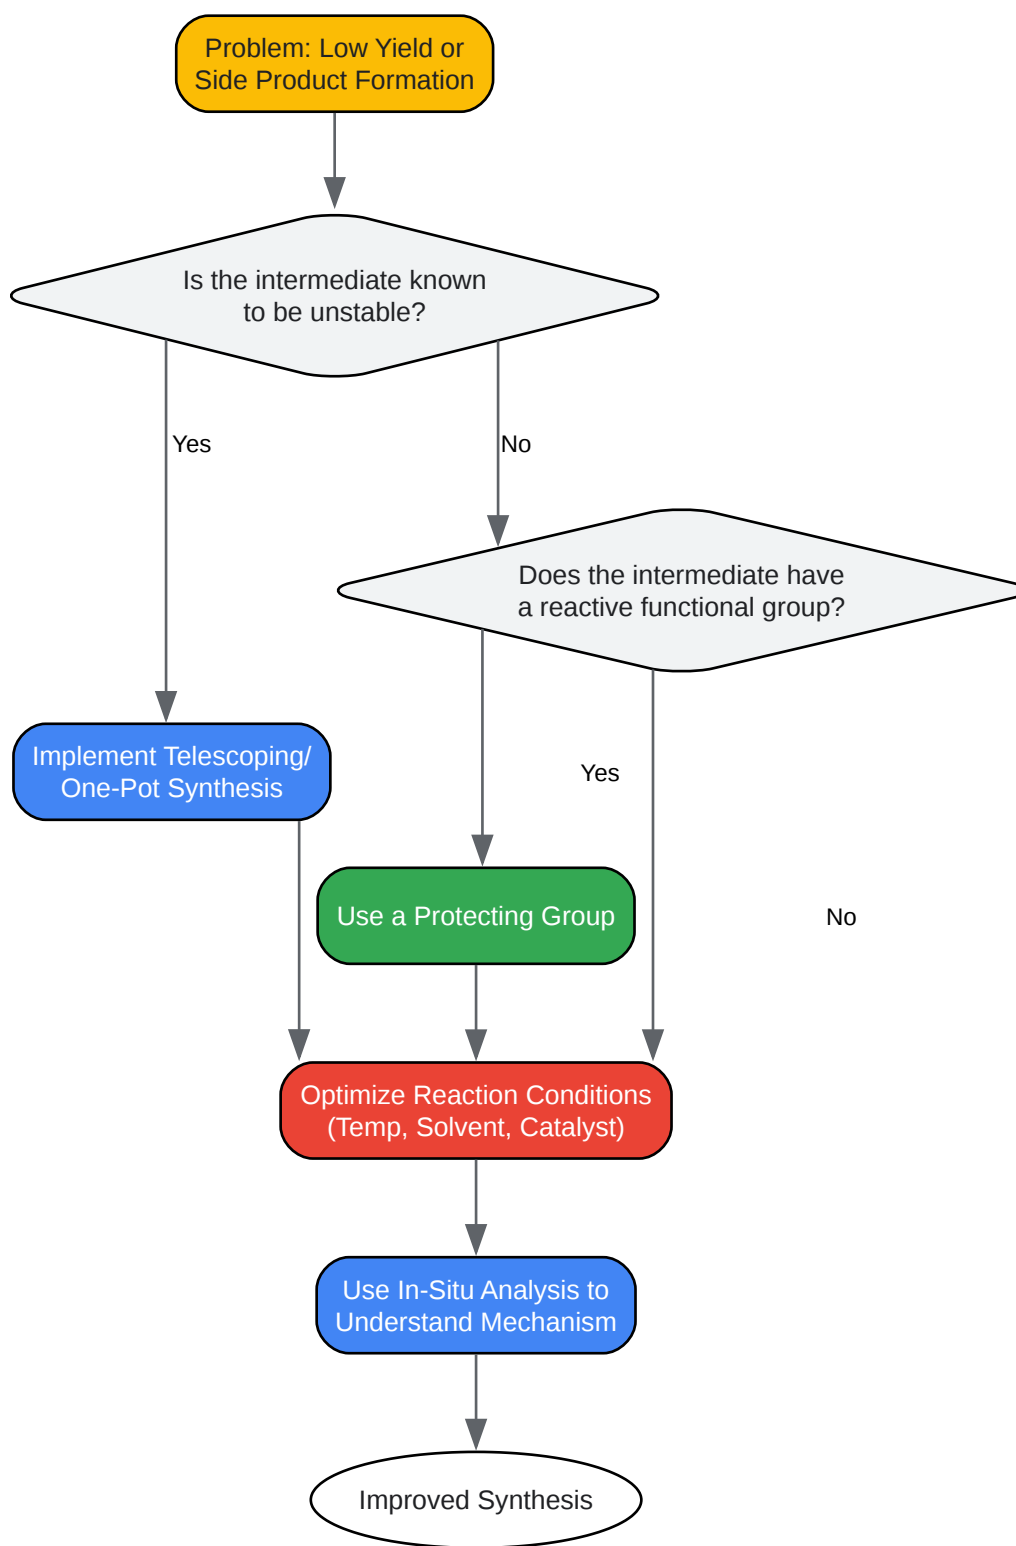 Problem: Low Yield or
Side Product Formation
Is the intermediate known
to be unstable?
Yes
No
Does the intermediate have
a reactive functional group?
Implement Telescoping/
One-Pot Synthesis
Yes
Use a Protecting Group
No
Optimize Reaction Conditions
(Temp, Solvent, Catalyst)
Use In-Situ Analysis to
Understand Mechanism
Improved Synthesis